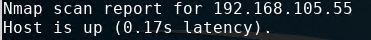 Nmap scan report for 192.168.105.55
Host is up (0.17s latency).